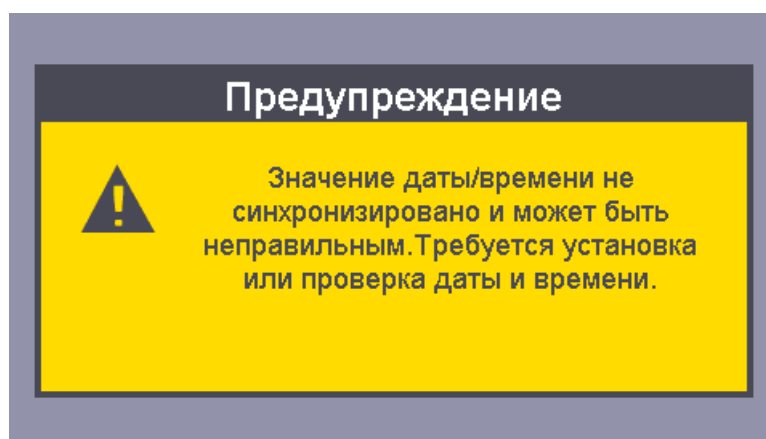 Предупреждение
Значение даты/времени не
синхронизировано и может быть
неправильным.Требуется установка
или проверка даты и времени.